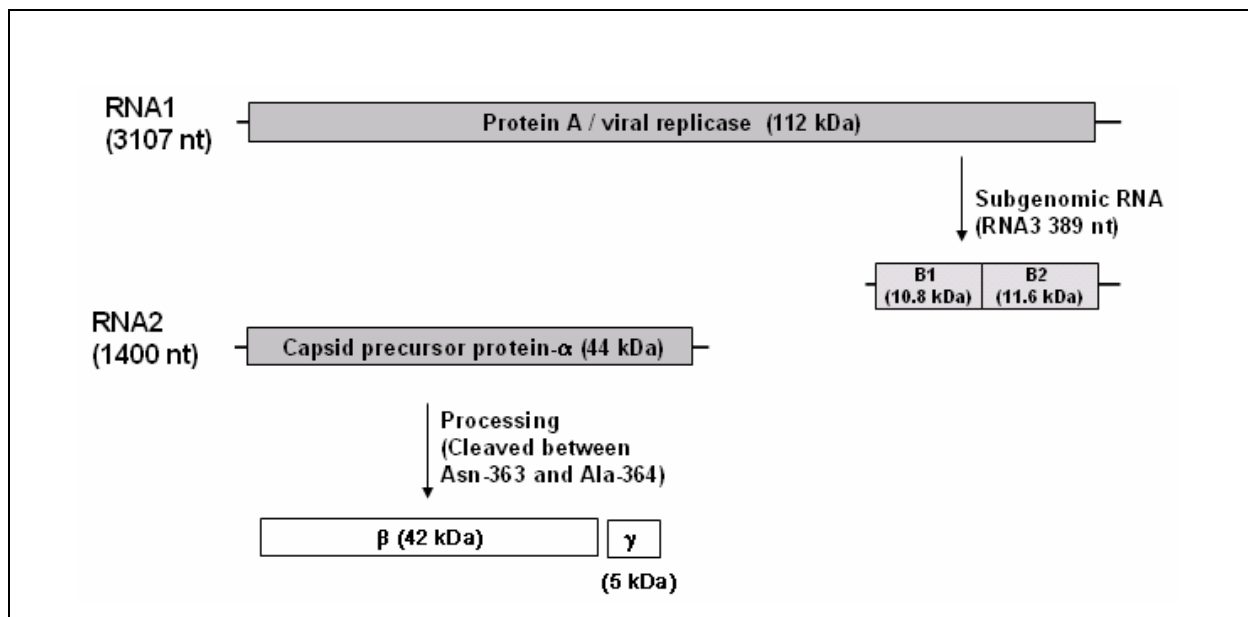 RNA1
(3107 nt)
Protein A / viral replicase (112 kDa)
Subgenomic RNA
(RNA3 389 nt)
B1
(10.8 kDa)
B2
(11.6 kDa)
RNA2
(1400 nt)
Capsid precursor protein-α (44 kDa)
Processing
(Cleaved between
Asn-363 and Ala-364)
β (42 kDa)
γ
(5 kDa)